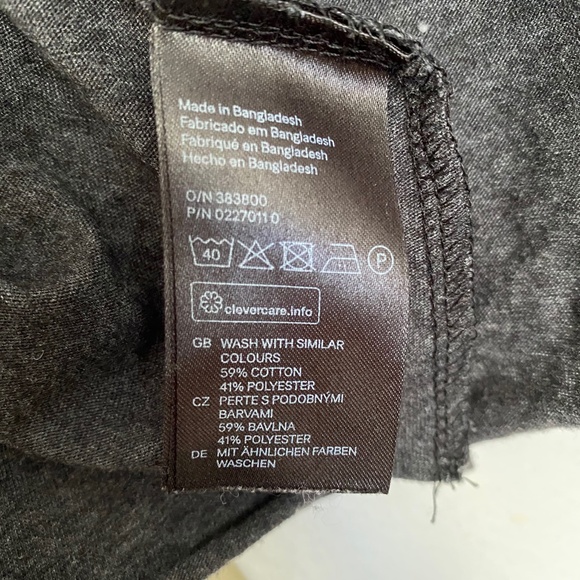 Made in Bangladesh
Fabricado em Bangladesh
Fabriqué en Bangladesh
Hecho en Bangladesh
O/N 383800
P/N 0227011 0
40 P
clevercare.info
GB WASH WITH SIMILAR
COLOURS
59% COTTON
41% POLYESTER
CZ PERTE S PODOBNÝMI
BARVAMI
59% BAVLNA
41% POLYESTER
DE MIT ÄHNLICHEN FARBEN
WASCHEN